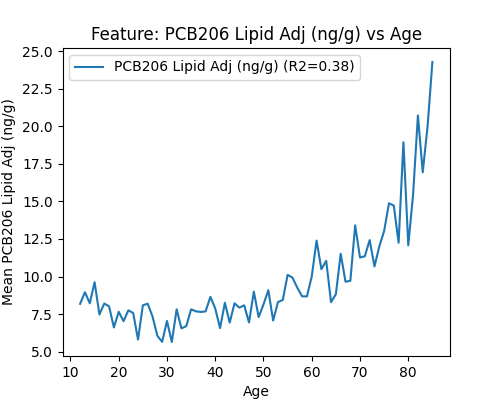 Feature: PCB206 Lipid Adj (ng/g) vs Age
PCB206 Lipid Adj (ng/g) (R2=0.38)
Mean PCB206 Lipid Adj (ng/g)
25.0
22.5
20.0
17.5
15.0
12.5
10.0
7.5
5.0
10 20 30 40 50 60 70 80
Age